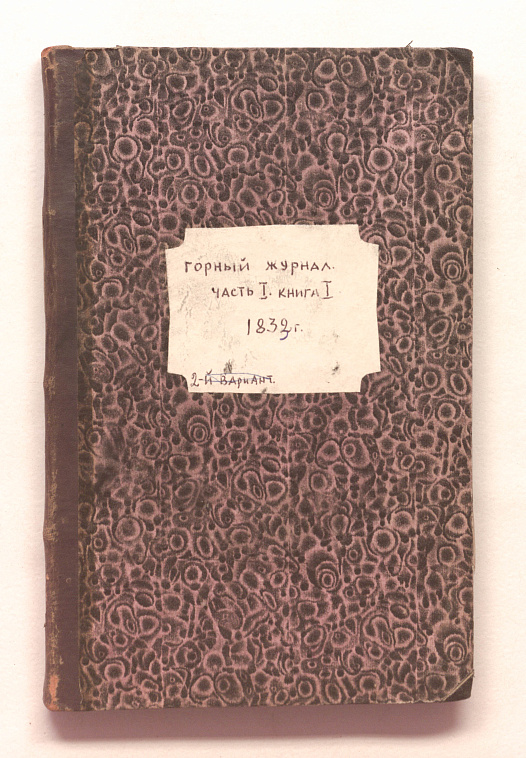 ГОРНЫЙ ЖУРНАЛ.
ЧАСТЬ I. КНИГА I
1832 г.
2-Й ВАРИАНТ.